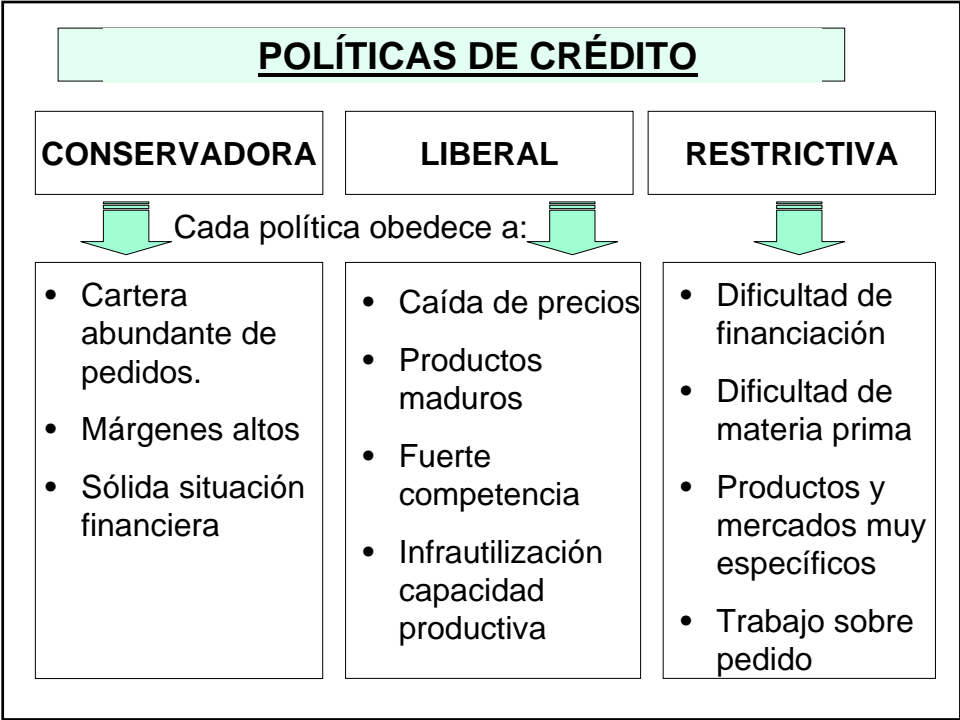 POLÍTICAS DE CRÉDITO
CONSERVADORA
LIBERAL
RESTRICTIVA
Cada política obedece a:
• Cartera
abundante de
pedidos.
• Márgenes altos
• Sólida situación
financiera
• Caída de precios
• Productos
maduros
• Fuerte
competencia
• Infrautilización
capacidad
productiva
• Dificultad de
financiación
• Dificultad de
materia prima
• Productos y
mercados muy
específicos
• Trabajo sobre
pedido